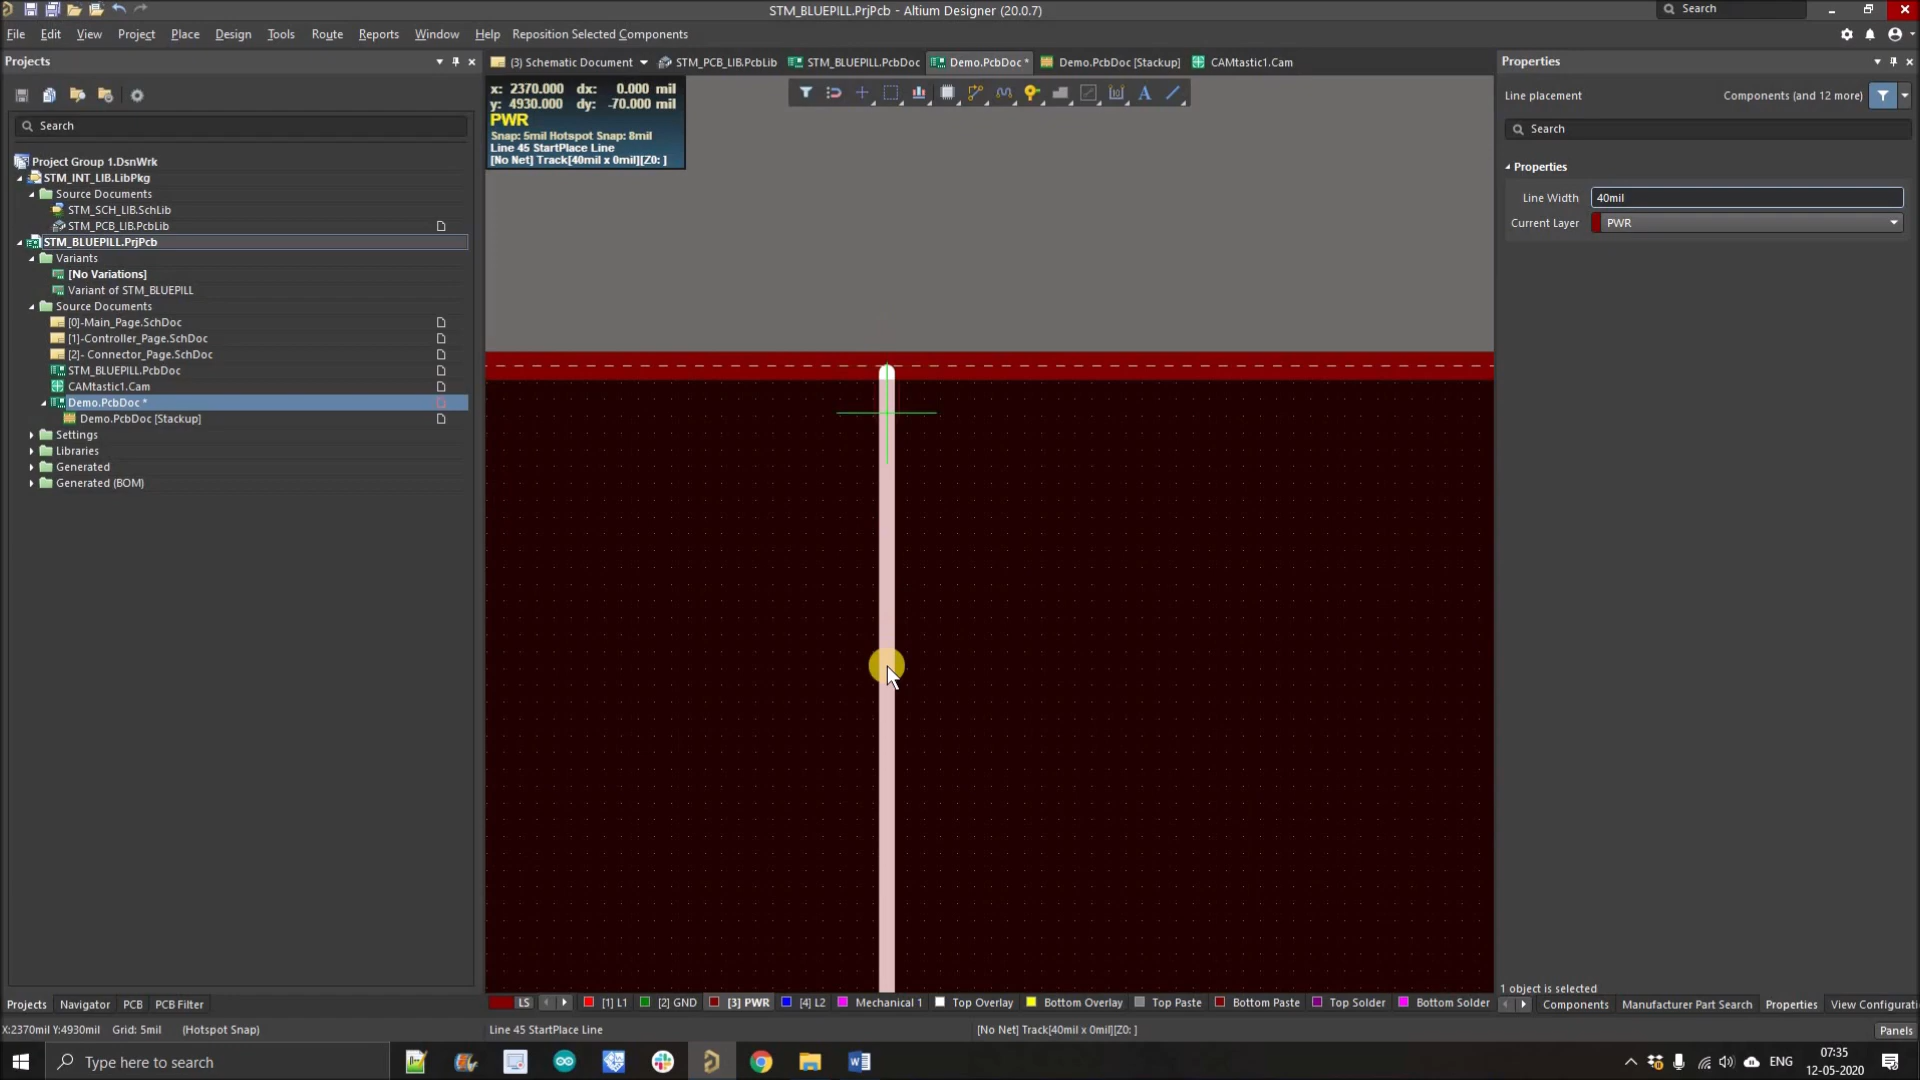 STM_BLUEPILL.PrjPcb - Altium Designer (20.0.7)
Search
File Edit View Project Place Design Tools Route Reports Window Help Reposition Selected Components
Projects
(3) Schematic Document STM_PCB_LIB.PcbLib STM_BLUEPILL.PcbDoc Demo.PcbDoc * Demo.PcbDoc [Stackup] CAMtastic1.Cam
Properties
x: 2370.000 dx: 0.000 mil
y: 4930.000 dy: -70.000 mil
PWR
Snap: 5mil Hotspot Snap: 8mil
Line 45 StartPlace Line
[No Net] Track[40mil x 0mil][Z0: ]
Line placement Components (and 12 more)
Search
Search
Properties
Line Width 40mil
Current Layer PWR
Project Group 1.DsnWrk
STM_INT_LIB.LibPkg
Source Documents
STM_SCH_LIB.SchLib
STM_PCB_LIB.PcbLib
STM_BLUEPILL.PrjPcb
Variants
[No Variations]
Variant of STM_BLUEPILL
Source Documents
[0]-Main_Page.SchDoc
[1]-Controller_Page.SchDoc
[2]- Connector_Page.SchDoc
STM_BLUEPILL.PcbDoc
CAMtastic1.Cam
Demo.PcbDoc *
Demo.PcbDoc [Stackup]
Settings
Libraries
Generated
Generated (BOM)
1 object is selected
Projects Navigator PCB PCB Filter
LS [1] L1 [2] GND [3] PWR [4] L2 Mechanical 1 Top Overlay Bottom Overlay Top Paste Bottom Paste Top Solder Bottom Solder
Components Manufacturer Part Search Properties View Configurati
X:2370mil Y:4930mil Grid: 5mil (Hotspot Snap)
Line 45 StartPlace Line
[No Net] Track[40mil x 0mil][Z0: ]
Panels
Type here to search
ENG
07:35
12-05-2020